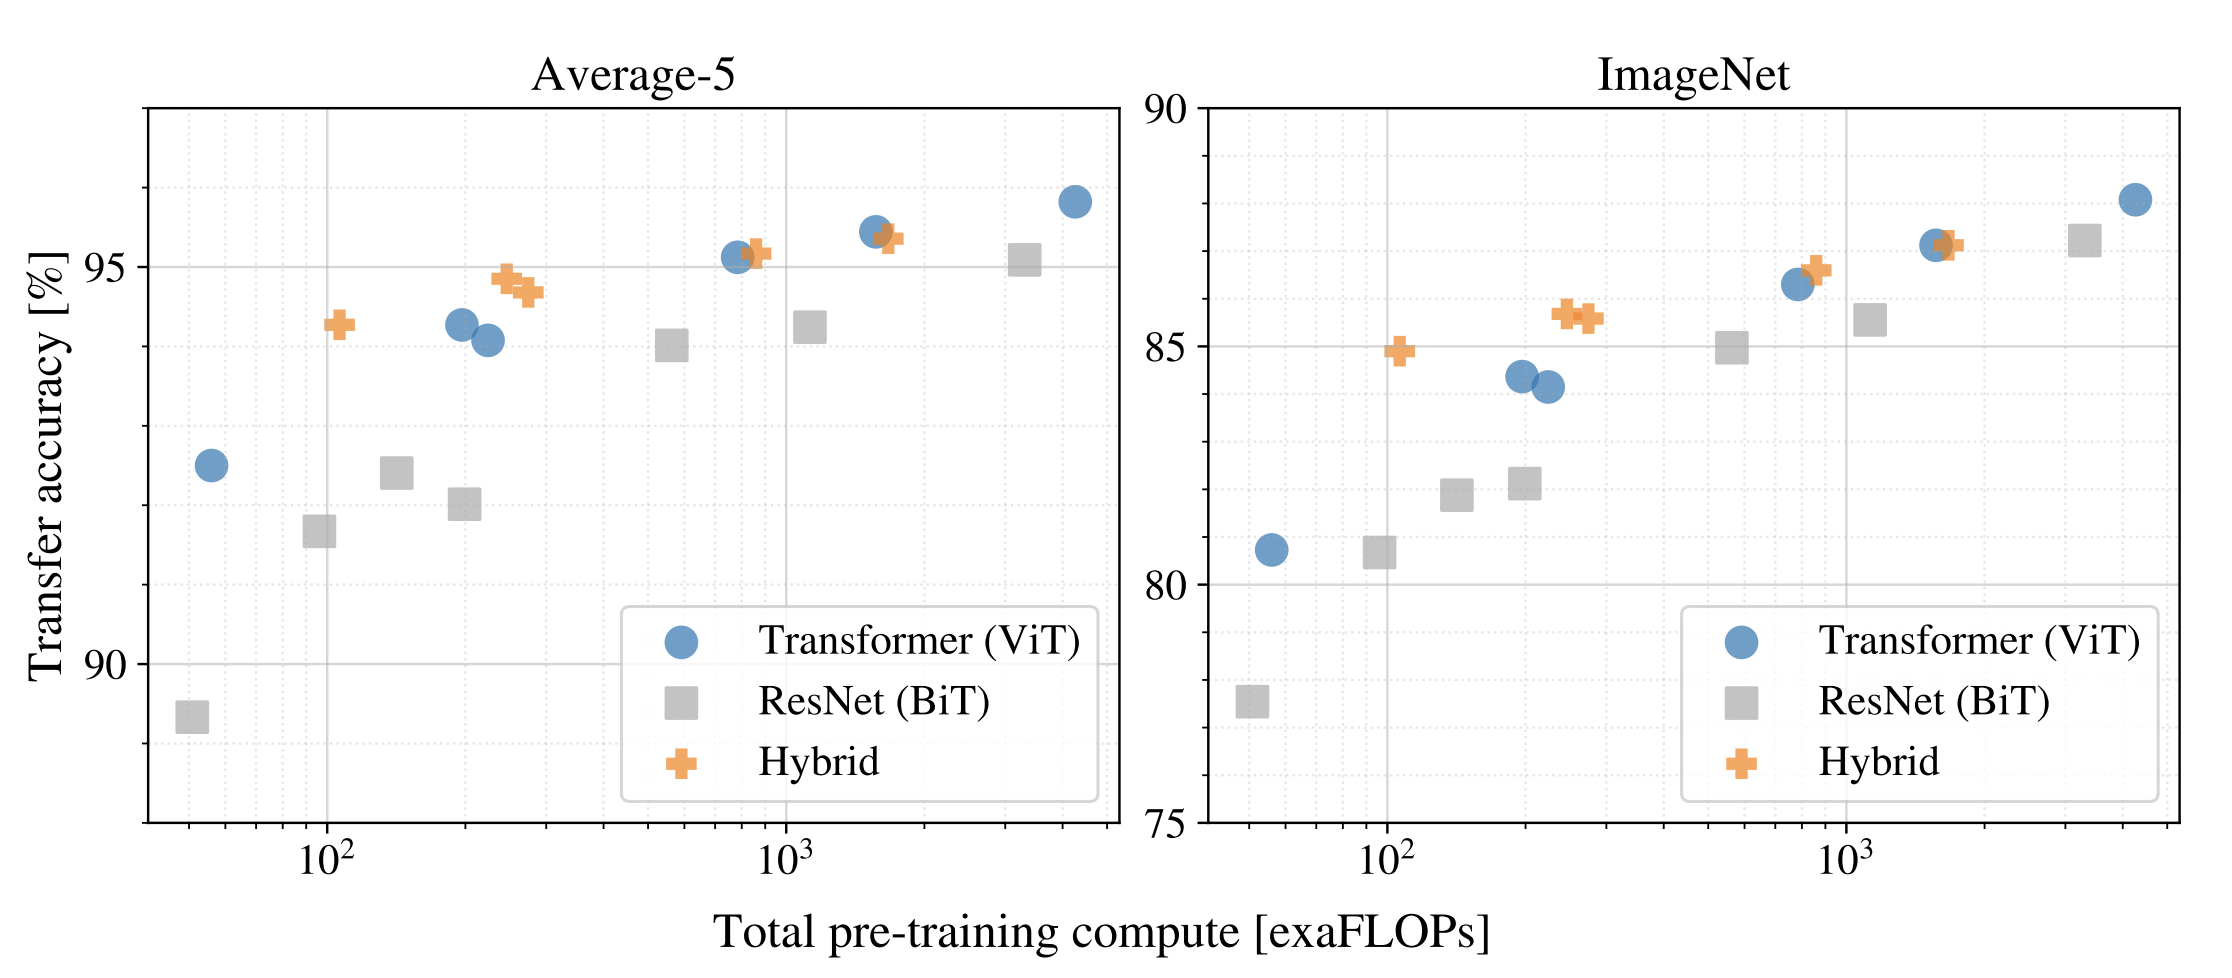 Average-5
Transfer accuracy [%]
95
90
10²
10³
Transformer (ViT)
ResNet (BiT)
Hybrid
ImageNet
90
85
80
75
10²
10³
Transformer (ViT)
ResNet (BiT)
Hybrid
Total pre-training compute [exaFLOPs]